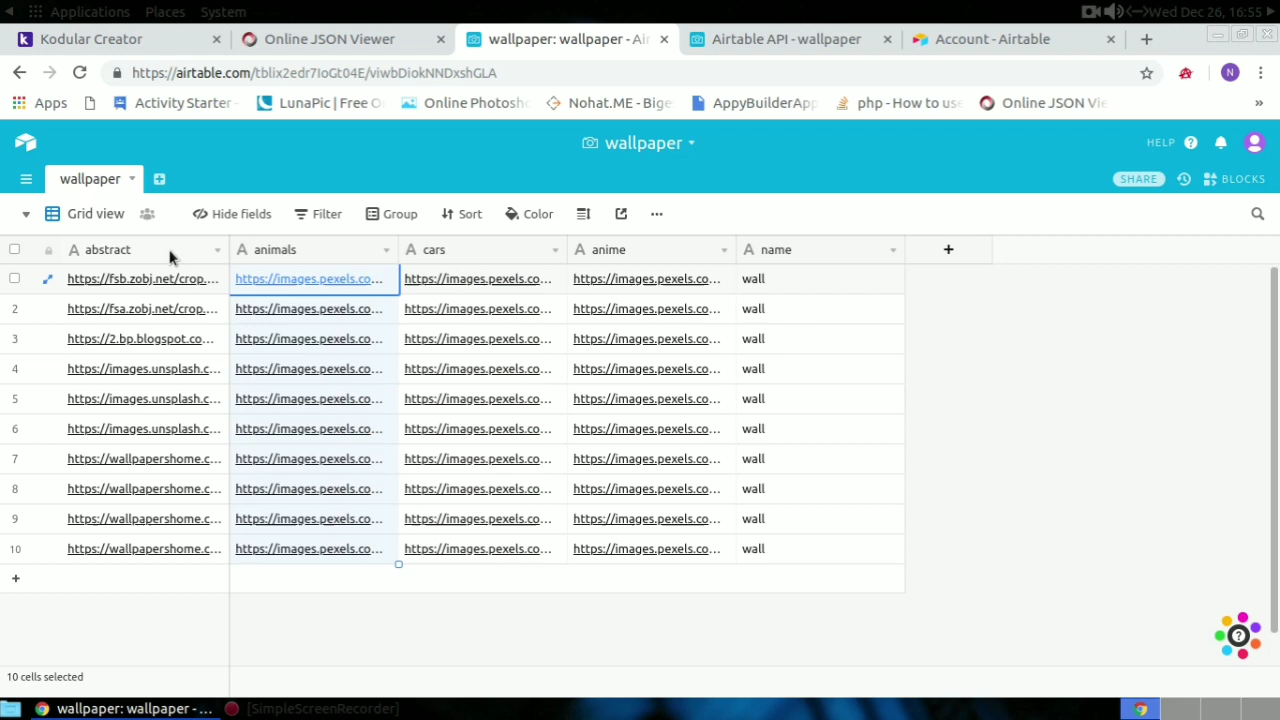 Applications Places System Wed Dec 26, 16:55
Kodular Creator Online JSON Viewer wallpaper: wallpaper - Air Airtable API - wallpaper Account - Airtable
https://airtable.com/tblix2edr7IoGt04E/viwbDiokNNDxshGLA N
Apps Activity Starter - LunaPic | Free O Online Photosh Nohat.ME - Bige AppyBuilderApp php - How to use Online JSON Vie »
wallpaper HELP
wallpaper SHARE BLOCKS
Grid view Hide fields Filter Group Sort Color
abstract animals cars anime name
https://fsb.zobj.net/crop.... https://images.pexels.co... https://images.pexels.co... https://images.pexels.co... wall
2 https://fsa.zobj.net/crop.... https://images.pexels.co... https://images.pexels.co... https://images.pexels.co... wall
3 https://2.bp.blogspot.co... https://images.pexels.co... https://images.pexels.co... https://images.pexels.co... wall
4 https://images.unsplash.c... https://images.pexels.co... https://images.pexels.co... https://images.pexels.co... wall
5 https://images.unsplash.c... https://images.pexels.co... https://images.pexels.co... https://images.pexels.co... wall
6 https://images.unsplash.c... https://images.pexels.co... https://images.pexels.co... https://images.pexels.co... wall
7 https://wallpapershome.c... https://images.pexels.co... https://images.pexels.co... https://images.pexels.co... wall
8 https://wallpapershome.c... https://images.pexels.co... https://images.pexels.co... https://images.pexels.co... wall
9 https://wallpapershome.c... https://images.pexels.co... https://images.pexels.co... https://images.pexels.co... wall
10 https://wallpapershome.c... https://images.pexels.co... https://images.pexels.co... https://images.pexels.co... wall
10 cells selected
wallpaper: wallpaper - ... [SimpleScreenRecorder]